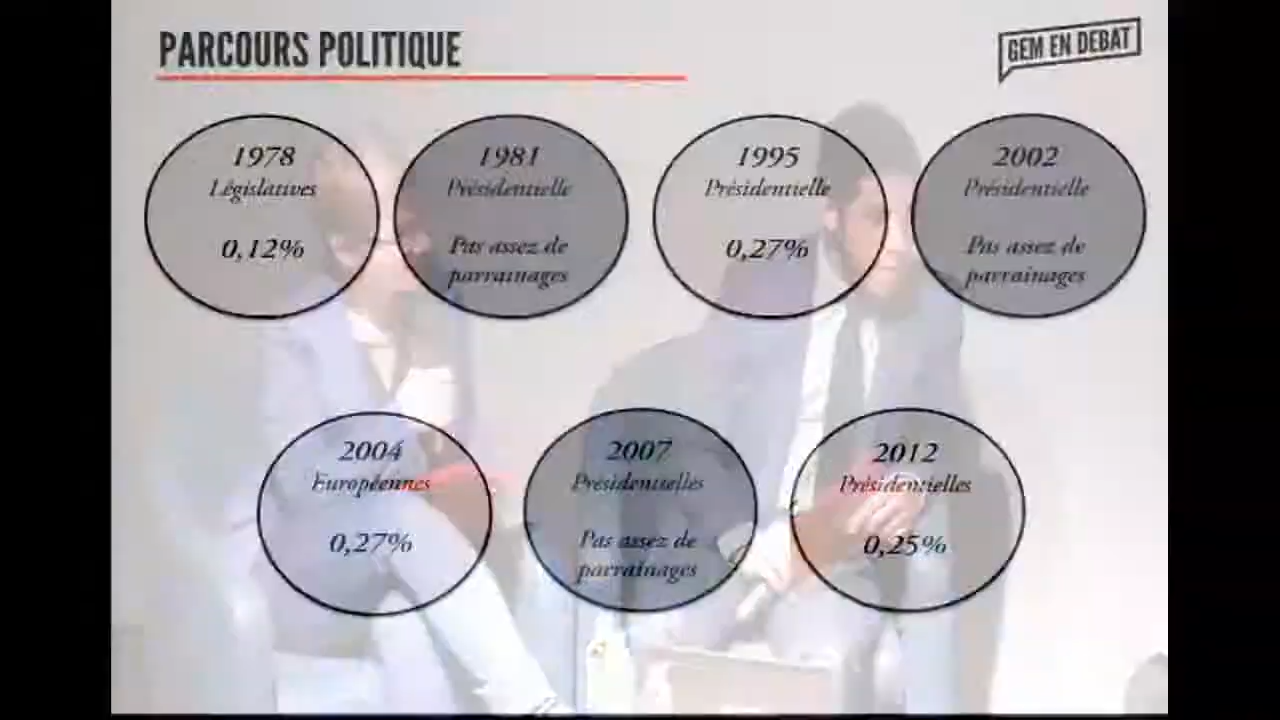 PARCOURS POLITIQUE
GEM EN DEBAT
1978
Législatives
0,12%
1981
Présidentielle
Pas assez de
parrainages
1995
Présidentielle
0,27%
2002
Présidentielle
Pas assez de
parrainages
2004
Européennes
0,27%
2007
Présidentielles
Pas assez de
parrainages
2012
Présidentielles
0,25%